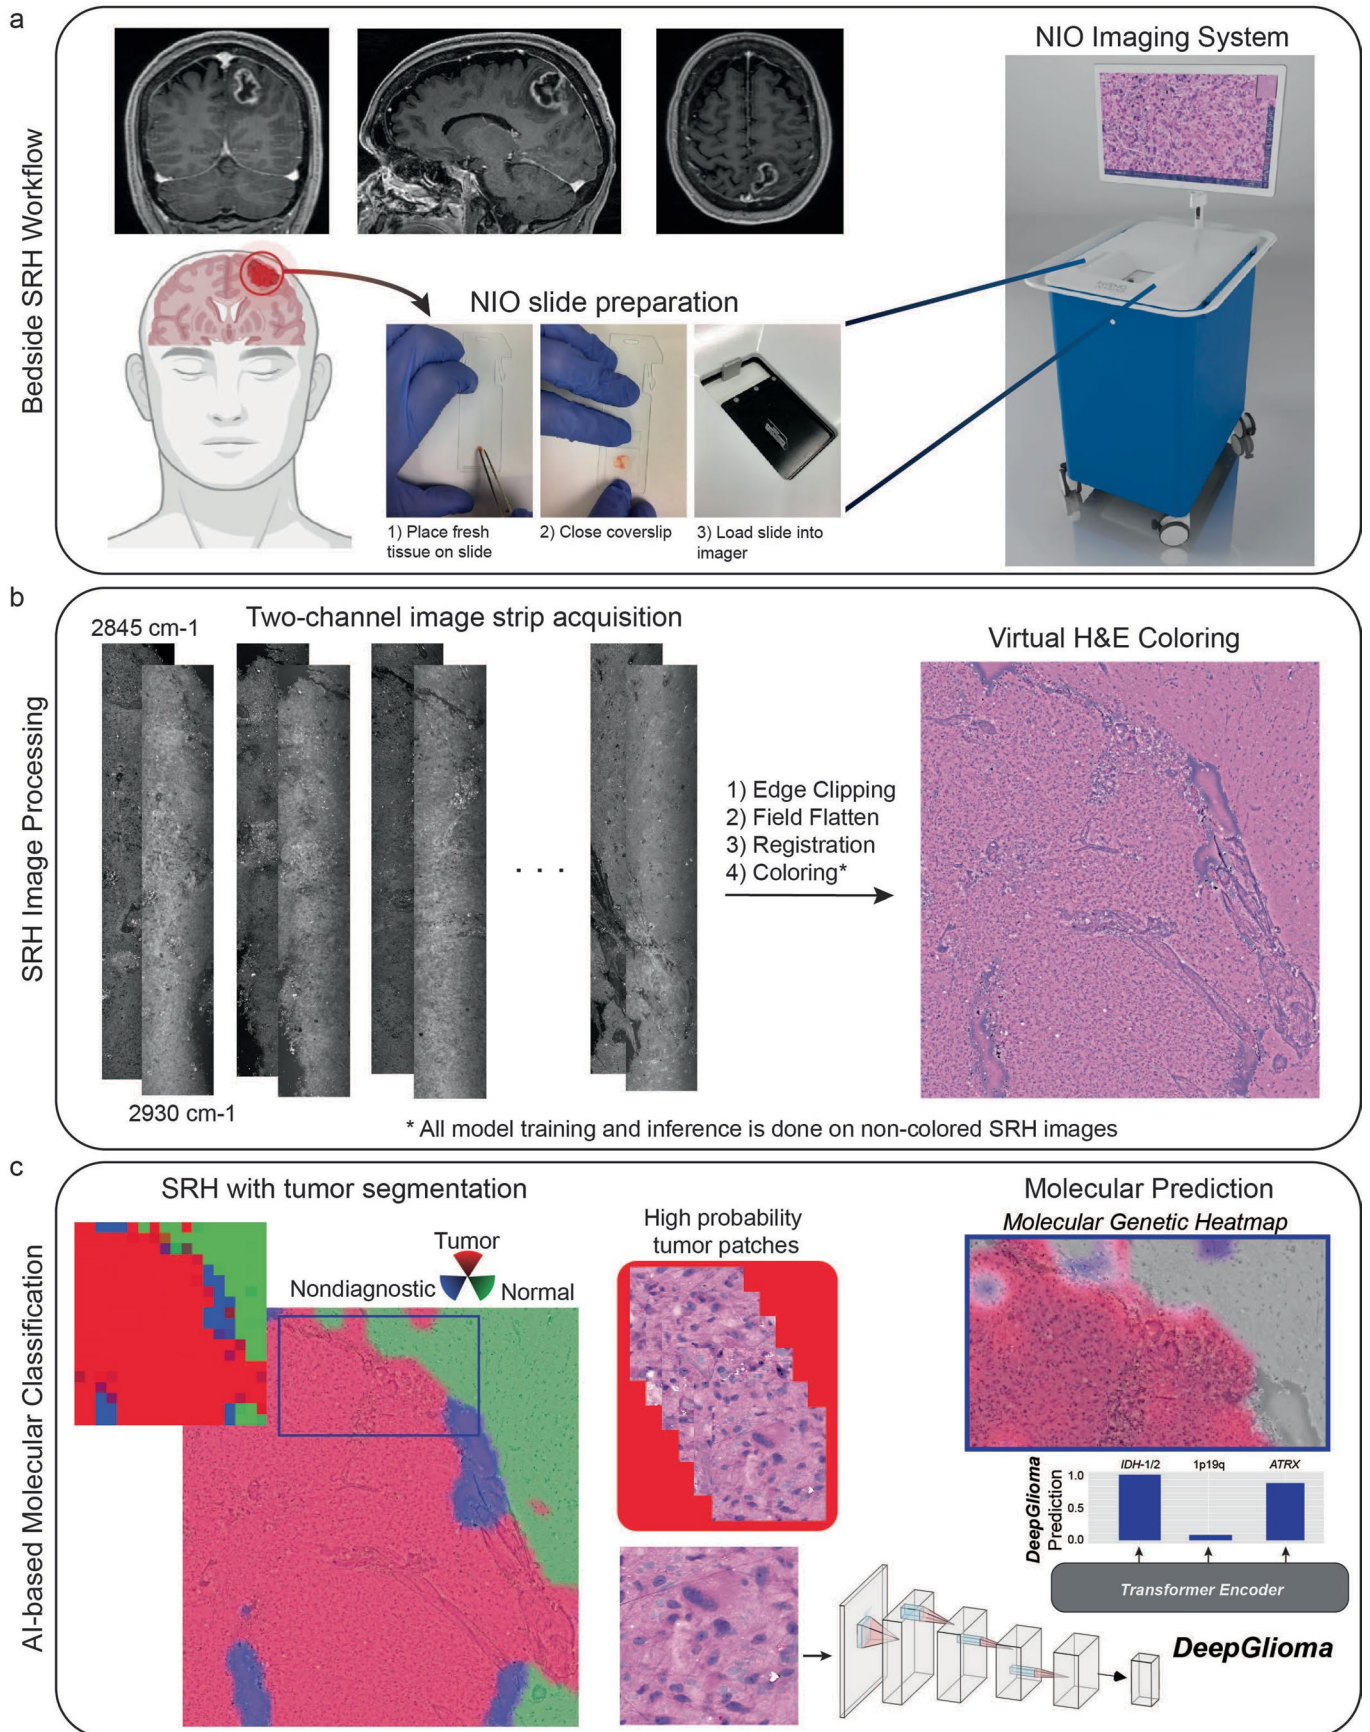 a
Bedside SRH Workflow
NIO Imaging System
NIO slide preparation
1) Place fresh
tissue on slide
2) Close coverslip
3) Load slide into
imager
b
SRH Image Processing
Two-channel image strip acquisition
2845 cm-1
2930 cm-1
. . .
1) Edge Clipping
2) Field Flatten
3) Registration
4) Coloring*
Virtual H&E Coloring
* All model training and inference is done on non-colored SRH images
c
AI-based Molecular Classification
SRH with tumor segmentation
Tumor
Nondiagnostic
Normal
High probability
tumor patches
Molecular Prediction
Molecular Genetic Heatmap
DeepGlioma
Prediction
IDH-1/2
1p19q
ATRX
1.0
0.5
0.0
Transformer Encoder
DeepGlioma